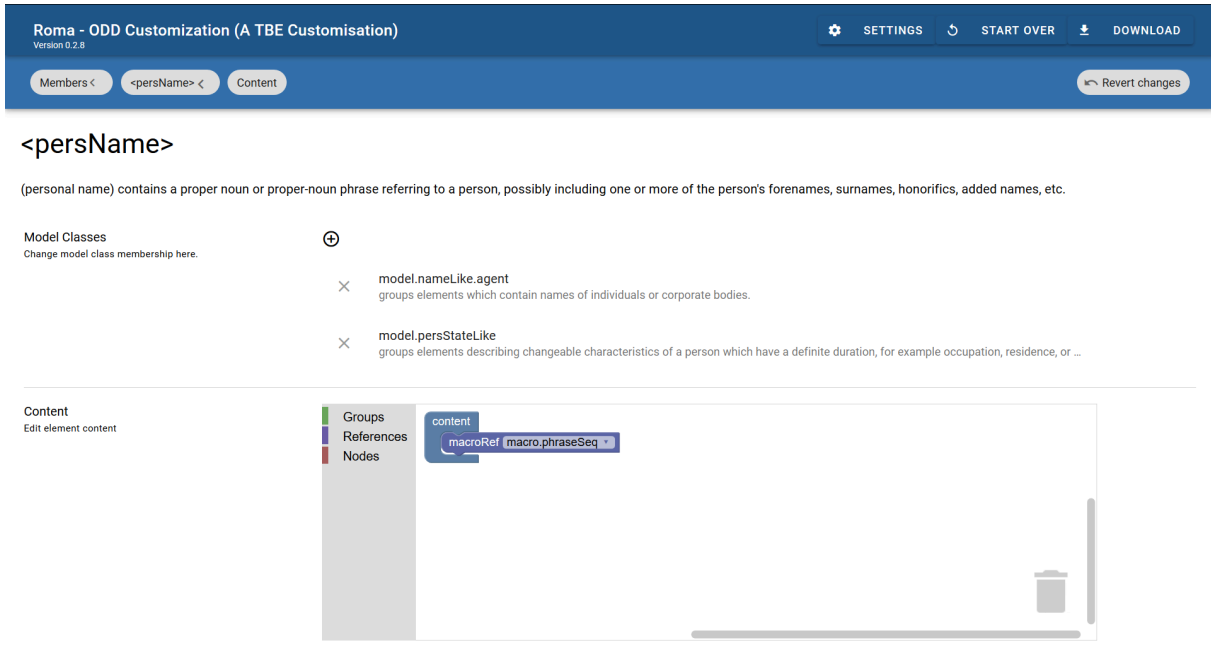 Roma - ODD Customization (A TBE Customisation)
Version 0.2.8
SETTINGS
START OVER
DOWNLOAD
Members <
<persName> <
Content
Revert changes
<persName>
(personal name) contains a proper noun or proper-noun phrase referring to a person, possibly including one or more of the person's forenames, surnames, honorifics, added names, etc.
Model Classes
Change model class membership here.
model.nameLike.agent
groups elements which contain names of individuals or corporate bodies.
model.persStateLike
groups elements describing changeable characteristics of a person which have a definite duration, for example occupation, residence, or ...
Content
Edit element content
Groups
References
Nodes
content
macroRef macro.phraseSeq